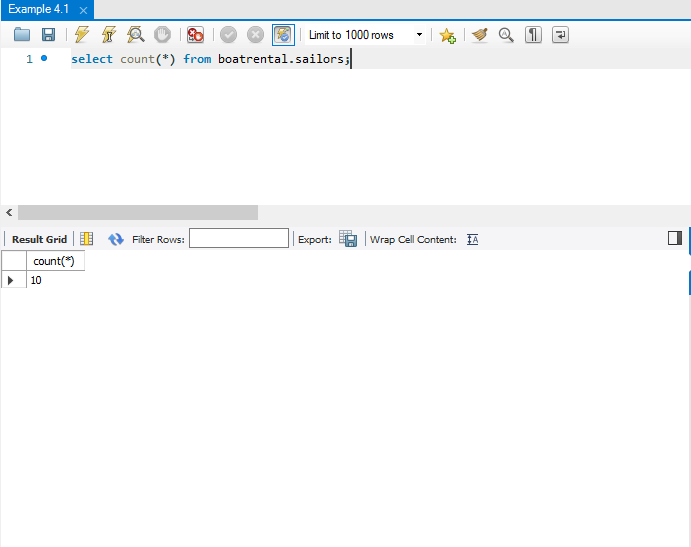 Example 4.1
Limit to 1000 rows
1 select count(*) from boatrental.sailors;
Result Grid Filter Rows: Export: Wrap Cell Content:
count(*)
10